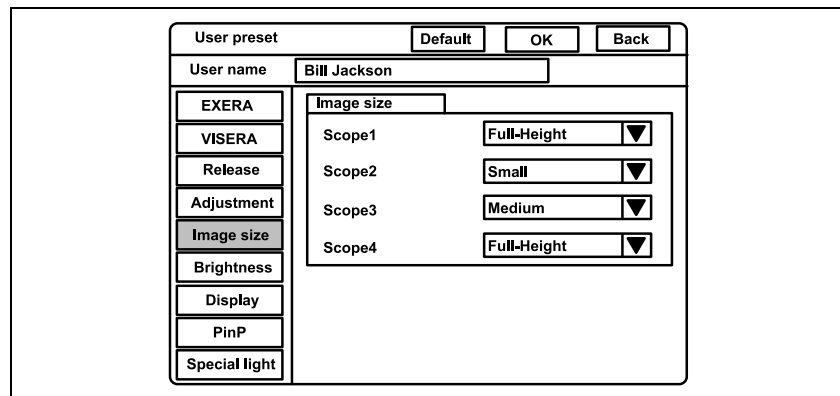 User preset Default OK Back
User name Bill Jackson
EXERA
VISERA
Release
Adjustment
Image size
Brightness
Display
PinP
Special light
Image size
Scope1 Full-Height
Scope2 Small
Scope3 Medium
Scope4 Full-Height